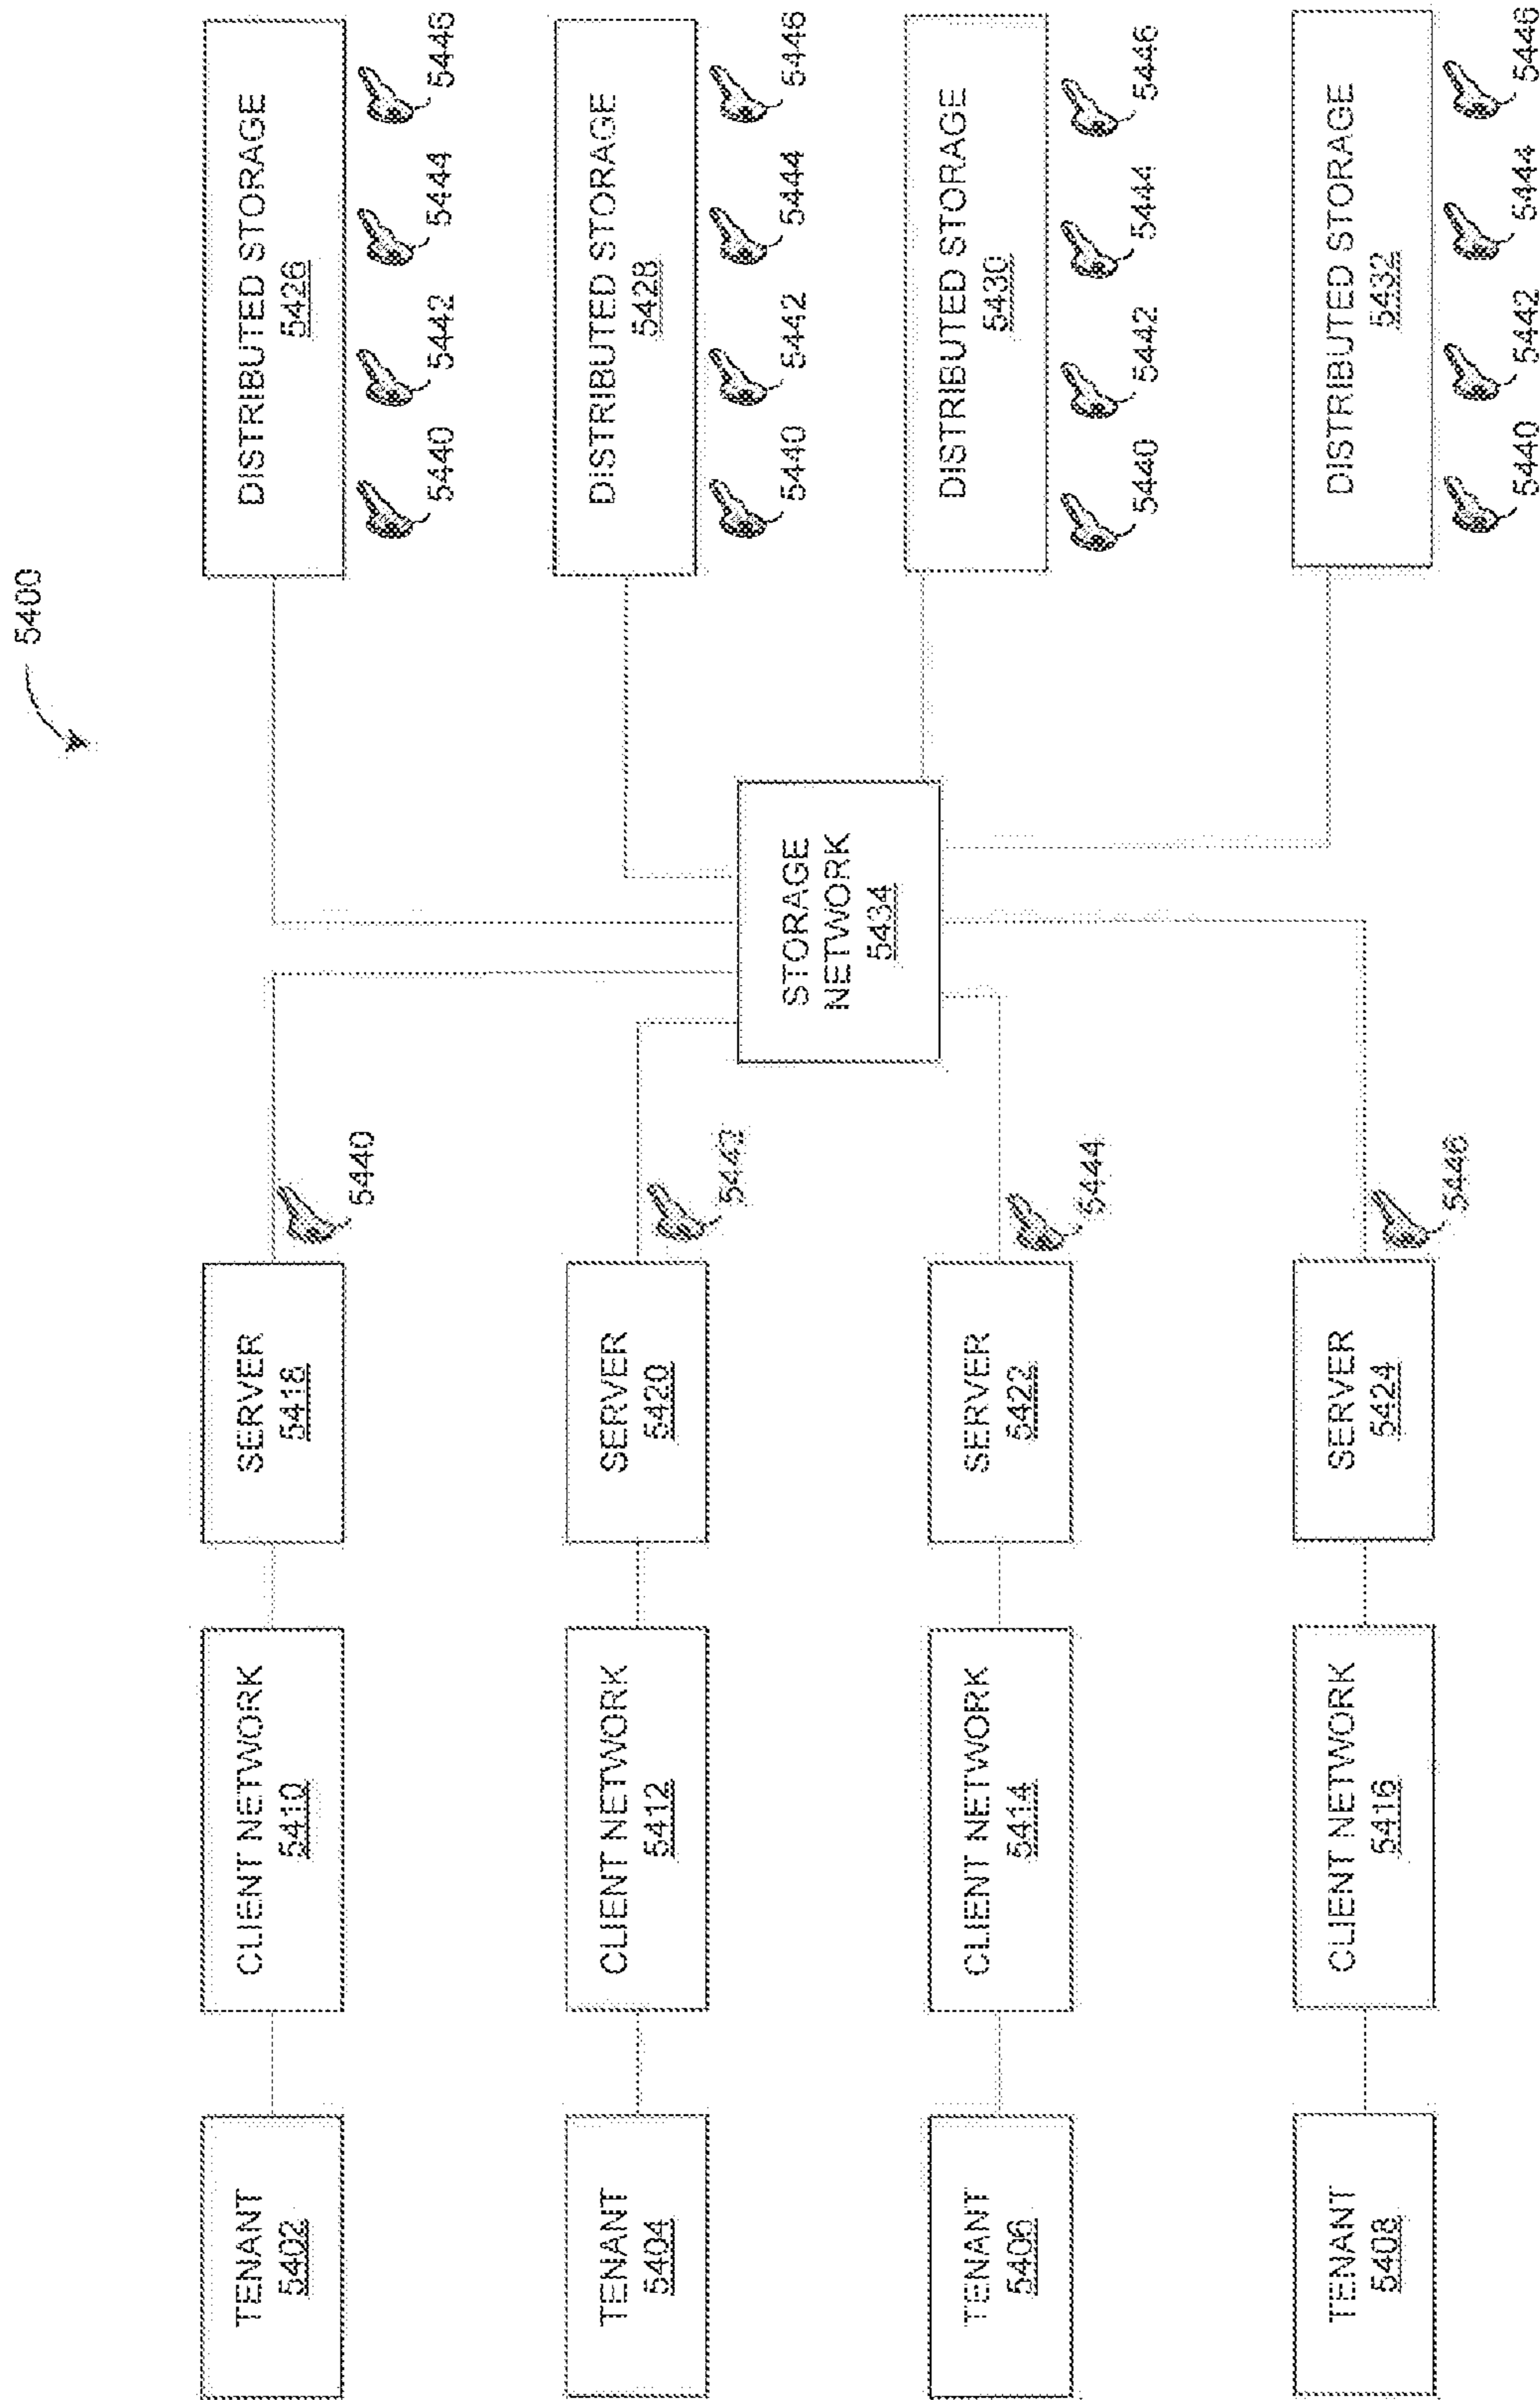 5400
TENANT
5402
CLIENT NETWORK
5410
SERVER
5418
5440
DISTRIBUTED STORAGE
5426
5440
5442
5444
5446
TENANT
5404
CLIENT NETWORK
5412
SERVER
5420
5442
DISTRIBUTED STORAGE
5428
5440
5442
5444
5446
STORAGE
NETWORK
5434
TENANT
5406
CLIENT NETWORK
5414
SERVER
5422
5444
DISTRIBUTED STORAGE
5430
5440
5442
5444
5446
TENANT
5408
CLIENT NETWORK
5416
SERVER
5424
5446
DISTRIBUTED STORAGE
5432
5440
5442
5444
5446